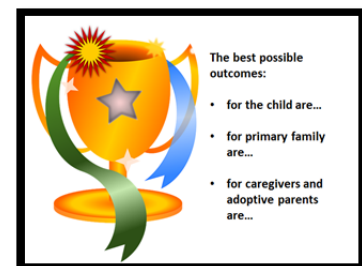 The best possible
outcomes:
• for the child are…
• for primary family
are…
• for caregivers and
adoptive parents
are…